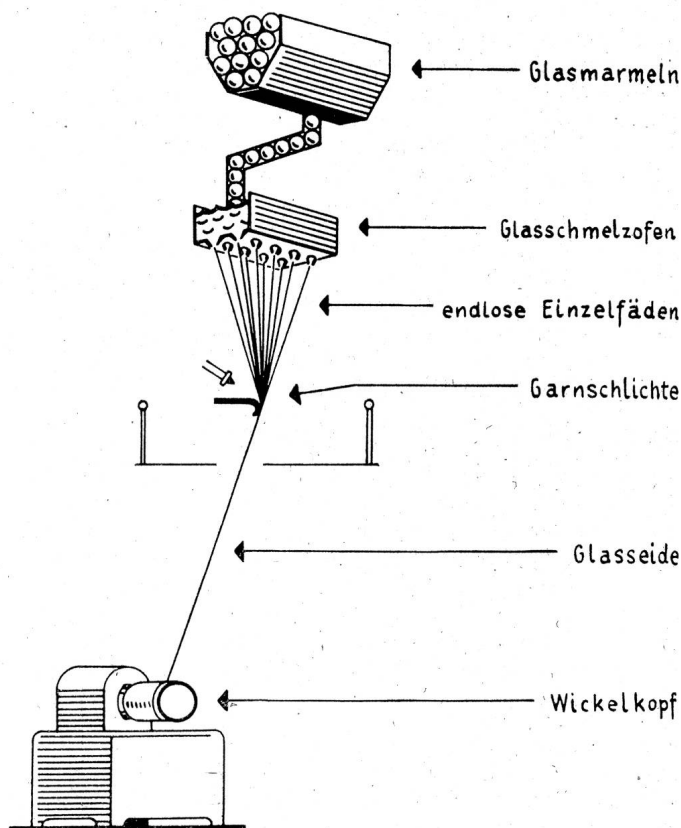 Glasmarmeln
Glasschmelzofen
endlose Einzelfäden
Garnschlichte
Glasseide
Wickelkopf